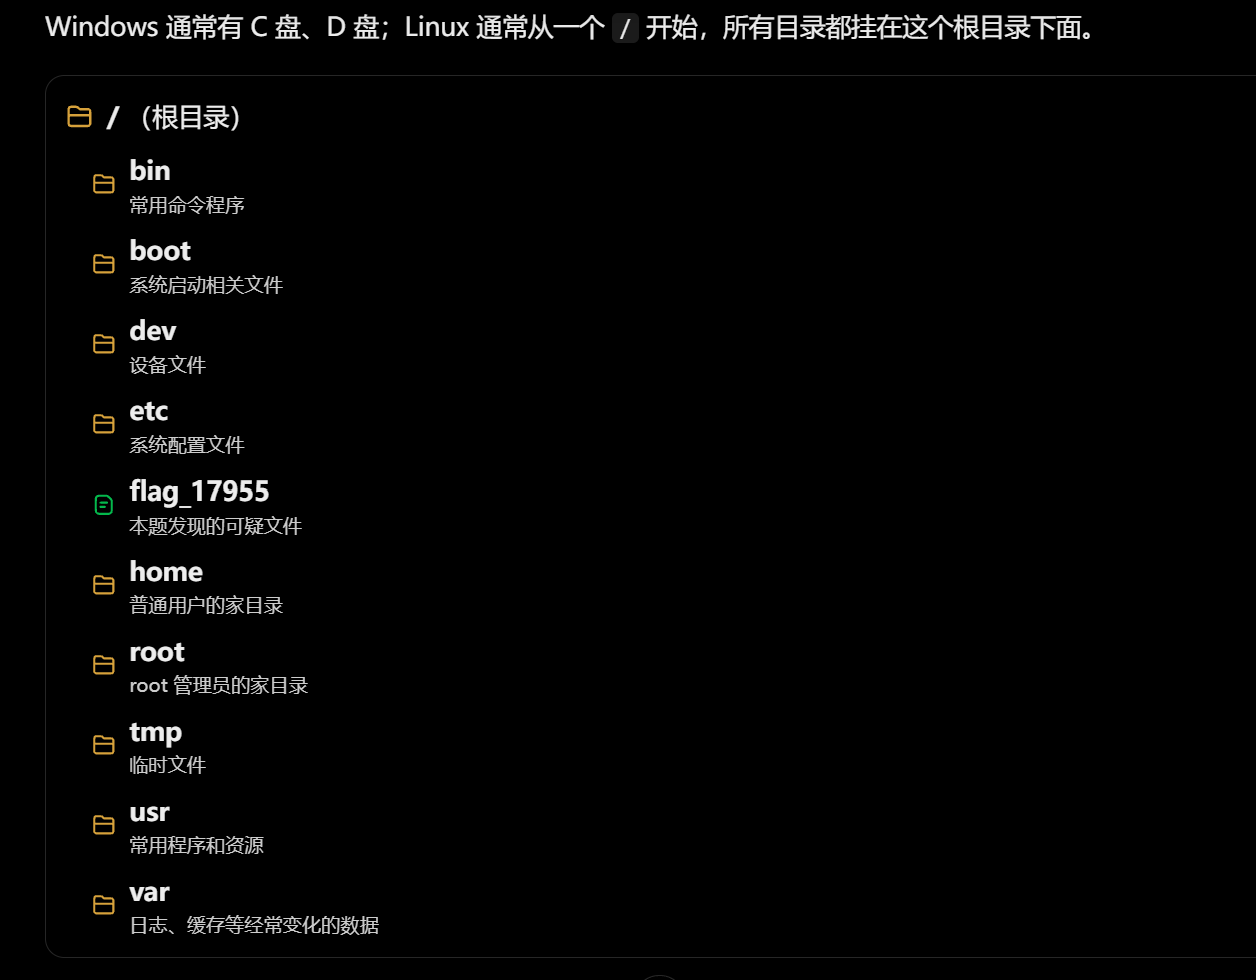 Windows 通常有 C 盘、D 盘；Linux 通常从一个 / 开始，所有目录都挂在这个根目录下面。
/ （根目录）
bin
常用命令程序
boot
系统启动相关文件
dev
设备文件
etc
系统配置文件
flag_17955
本题发现的可疑文件
home
普通用户的家目录
root
root 管理员的家目录
tmp
临时文件
usr
常用程序和资源
var
日志、缓存等经常变化的数据